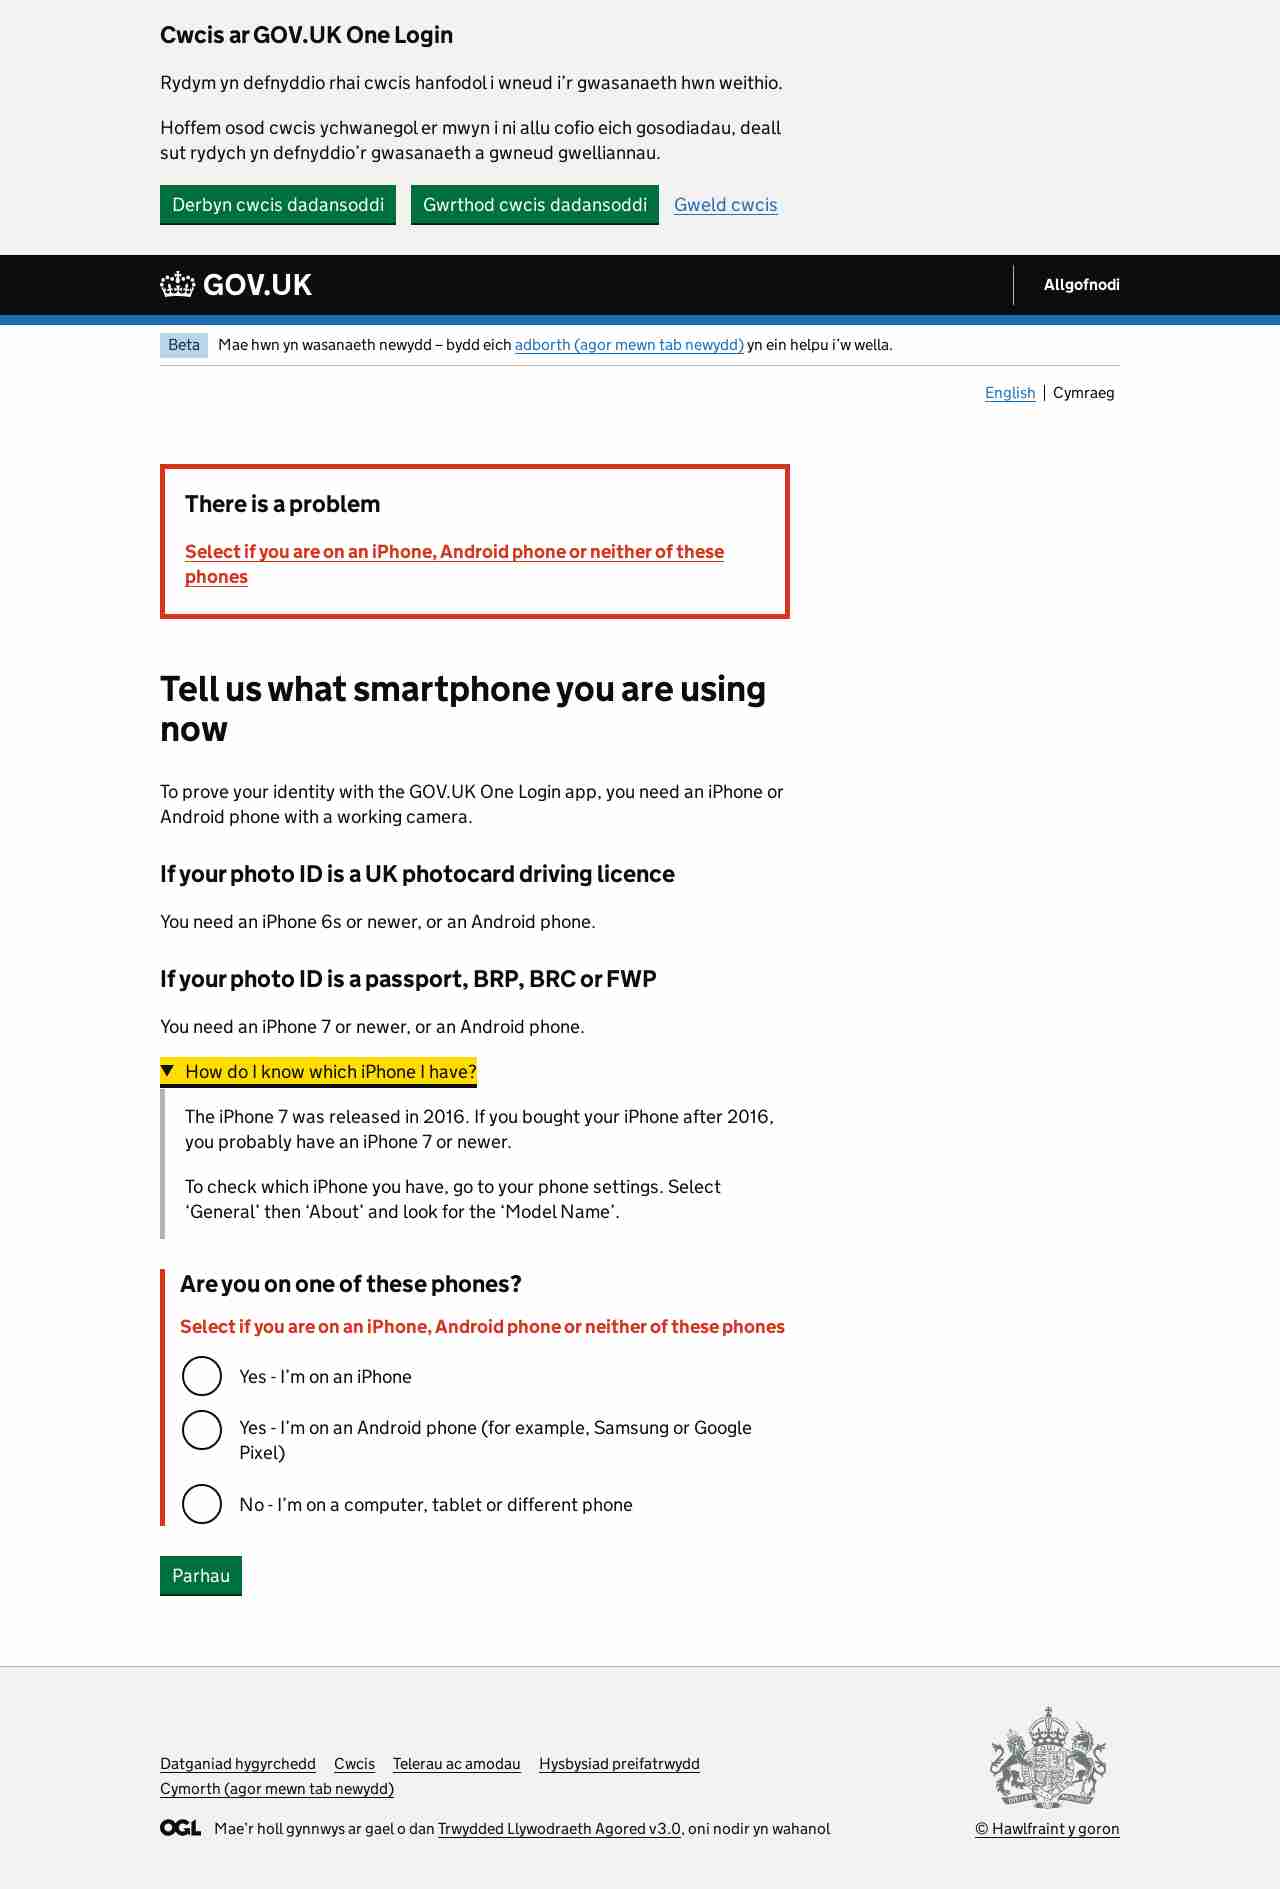 Cwcis ar GOV.UK One Login
Rydym yn defnyddio rhai cwcis hanfodol i wneud i’r gwasanaeth hwn weithio.
Hoffem osod cwcis ychwanegol er mwyn i ni allu cofio eich gosodiadau, deall
sut rydych yn defnyddio’r gwasanaeth a gwneud gwelliannau.
Derbyn cwcis dadansoddi Gwrthod cwcis dadansoddi Gweld cwcis
GOV.UK Allgofnodi
Beta Mae hwn yn wasanaeth newydd – bydd eich adborth (agor mewn tab newydd) yn ein helpu i’w wella.
English Cymraeg
There is a problem
Select if you are on an iPhone, Android phone or neither of these
phones
Tell us what smartphone you are using
now
To prove your identity with the GOV.UK One Login app, you need an iPhone or
Android phone with a working camera.
If your photo ID is a UK photocard driving licence
You need an iPhone 6s or newer, or an Android phone.
If your photo ID is a passport, BRP, BRC or FWP
You need an iPhone 7 or newer, or an Android phone.
How do I know which iPhone I have?
The iPhone 7 was released in 2016. If you bought your iPhone after 2016,
you probably have an iPhone 7 or newer.
To check which iPhone you have, go to your phone settings. Select
‘General’ then ‘About’ and look for the ‘Model Name’.
Are you on one of these phones?
Select if you are on an iPhone, Android phone or neither of these phones
Yes - I’m on an iPhone
Yes - I’m on an Android phone (for example, Samsung or Google
Pixel)
No - I’m on a computer, tablet or different phone
Parhau
Datganiad hygyrchedd Cwcis Telerau ac amodau Hysbysiad preifatrwydd
Cymorth (agor mewn tab newydd)
OGL Mae’r holl gynnwys ar gael o dan Trwydded Llywodraeth Agored v3.0, oni nodir yn wahanol
© Hawlfraint y goron